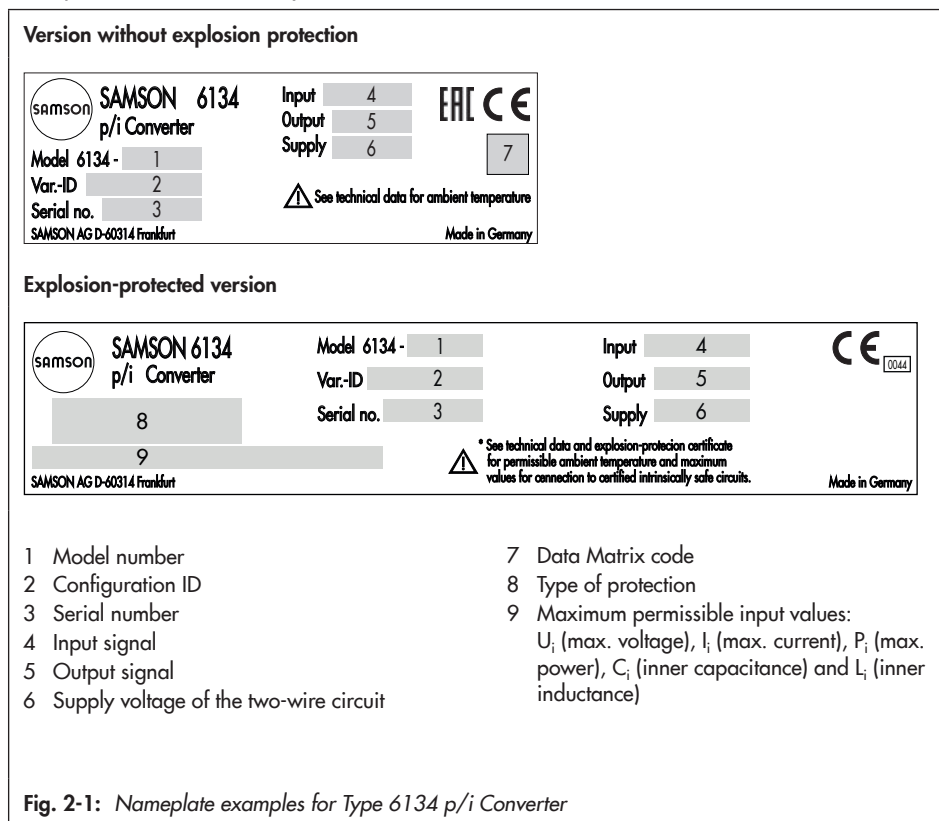 Version without explosion protection
samson
SAMSON 6134
p/i Converter
Model 6134 - 1
Var.-ID 2
Serial no. 3
SAMSON AG D-60314 Frankfurt
Input 4
Output 5
Supply 6
EAC CE
7
See technical data for ambient temperature
Made in Germany
Explosion-protected version
samson
SAMSON 6134
p/i Converter
8
9
SAMSON AG D-60314 Frankfurt
Model 6134 - 1
Var.-ID 2
Serial no. 3
Input 4
Output 5
Supply 6
CE 0044
* See technical data and explosion-protecion certificate
for permissible ambient temperature and maximum
values for connection to certified intrinsically safe circuits.
Made in Germany
1 Model number
2 Configuration ID
3 Serial number
4 Input signal
5 Output signal
6 Supply voltage of the two-wire circuit
7 Data Matrix code
8 Type of protection
9 Maximum permissible input values:
Ui (max. voltage), Ii (max. current), Pi (max.
power), Ci (inner capacitance) and Li (inner
inductance)
Fig. 2-1: Nameplate examples for Type 6134 p/i Converter